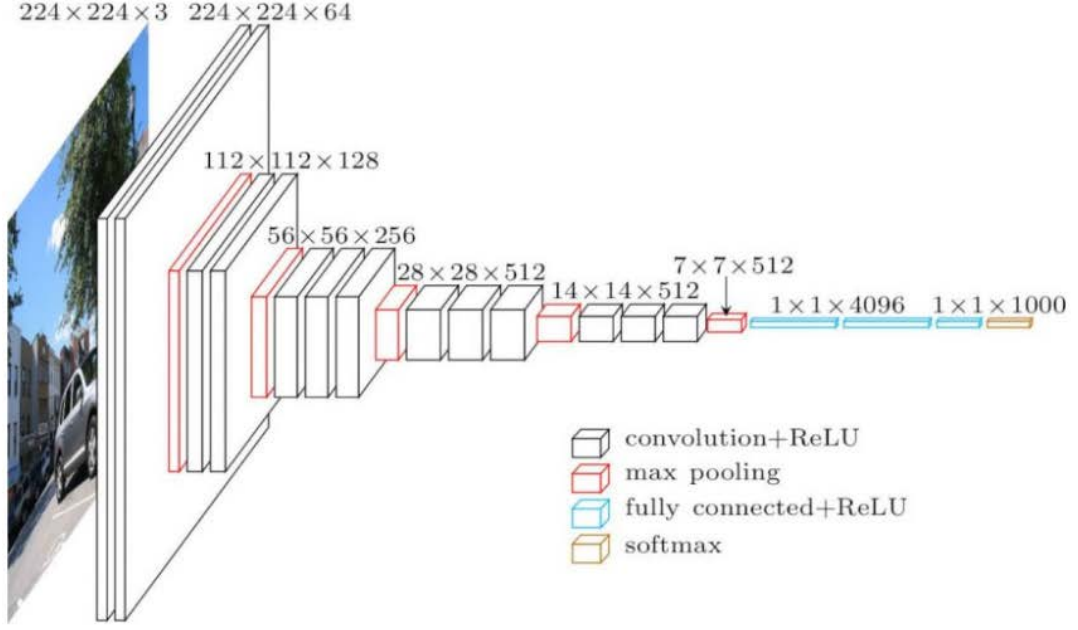 224×224×3
224×224×64
112×112×128
56×56×256
28×28×512
14×14×512
7×7×512
1×1×4096
1×1×1000
convolution+ReLU
max pooling
fully connected+ReLU
softmax